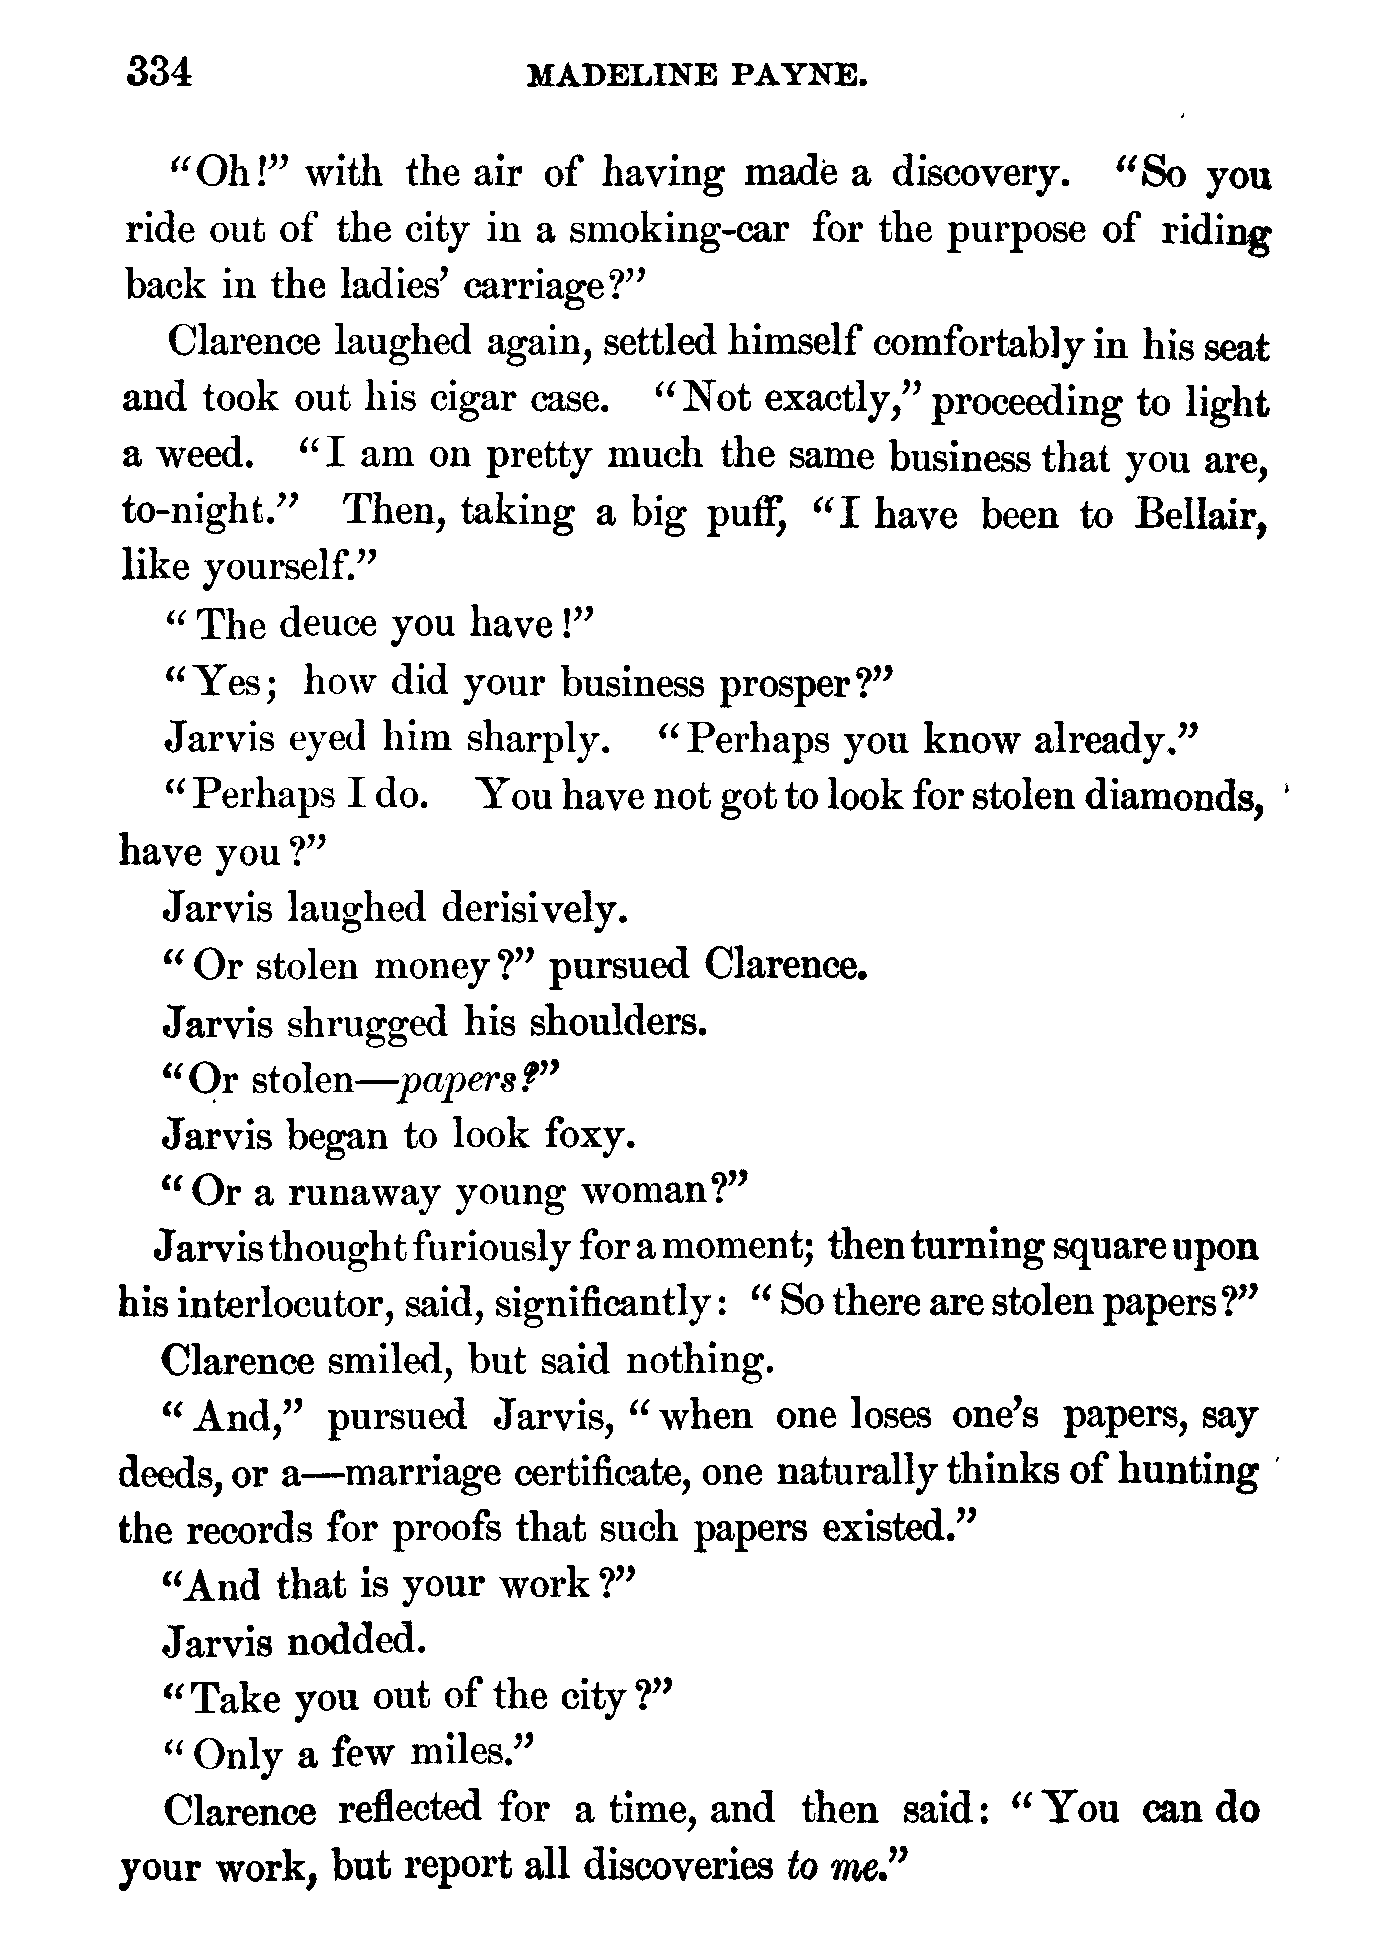 334 MADELINE PAYNE.
“Oh!” with the air of having made a discovery. “So you
ride out of the city in a smoking-car for the purpose of riding
back in the ladies’ carriage?”
Clarence laughed again, settled himself comfortably in his seat
and took out his cigar case. “Not exactly,” proceeding to light
a weed. “I am on pretty much the same business that you are,
to-night.” Then, taking a big puff, “I have been to Bellair,
like yourself.”
“The deuce you have!”
“Yes; how did your business prosper?”
Jarvis eyed him sharply. “Perhaps you know already.”
“Perhaps I do. You have not got to look for stolen diamonds,
have you?”
Jarvis laughed derisively.
“Or stolen money?” pursued Clarence.
Jarvis shrugged his shoulders.
“Or stolen—papers?”
Jarvis began to look foxy.
“Or a runaway young woman?”
Jarvis thought furiously for a moment; then turning square upon
his interlocutor, said, significantly: “So there are stolen papers?”
Clarence smiled, but said nothing.
“And,” pursued Jarvis, “when one loses one’s papers, say
deeds, or a—marriage certificate, one naturally thinks of hunting
the records for proofs that such papers existed.”
“And that is your work?”
Jarvis nodded.
“Take you out of the city?”
“Only a few miles.”
Clarence reflected for a time, and then said: “You can do
your work, but report all discoveries to me.”